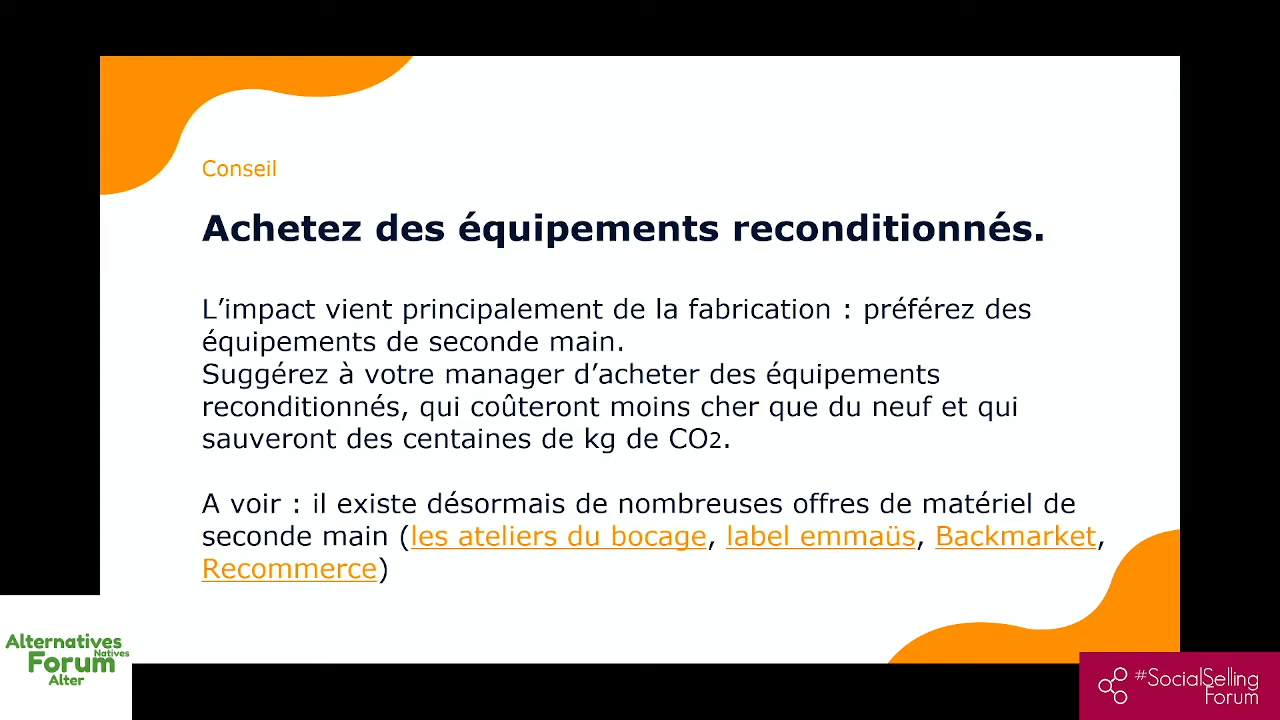 Conseil
Achetez des équipements reconditionnés.
L’impact vient principalement de la fabrication : préférez des
équipements de seconde main.
Suggérez à votre manager d’acheter des équipements
reconditionnés, qui coûteront moins cher que du neuf et qui
sauveront des centaines de kg de CO2.
A voir : il existe désormais de nombreuses offres de matériel de
seconde main (les ateliers du bocage, label emmaüs, Backmarket,
Recommerce)
Alternatives
Natives
Forum
Alter
#SocialSelling
Forum